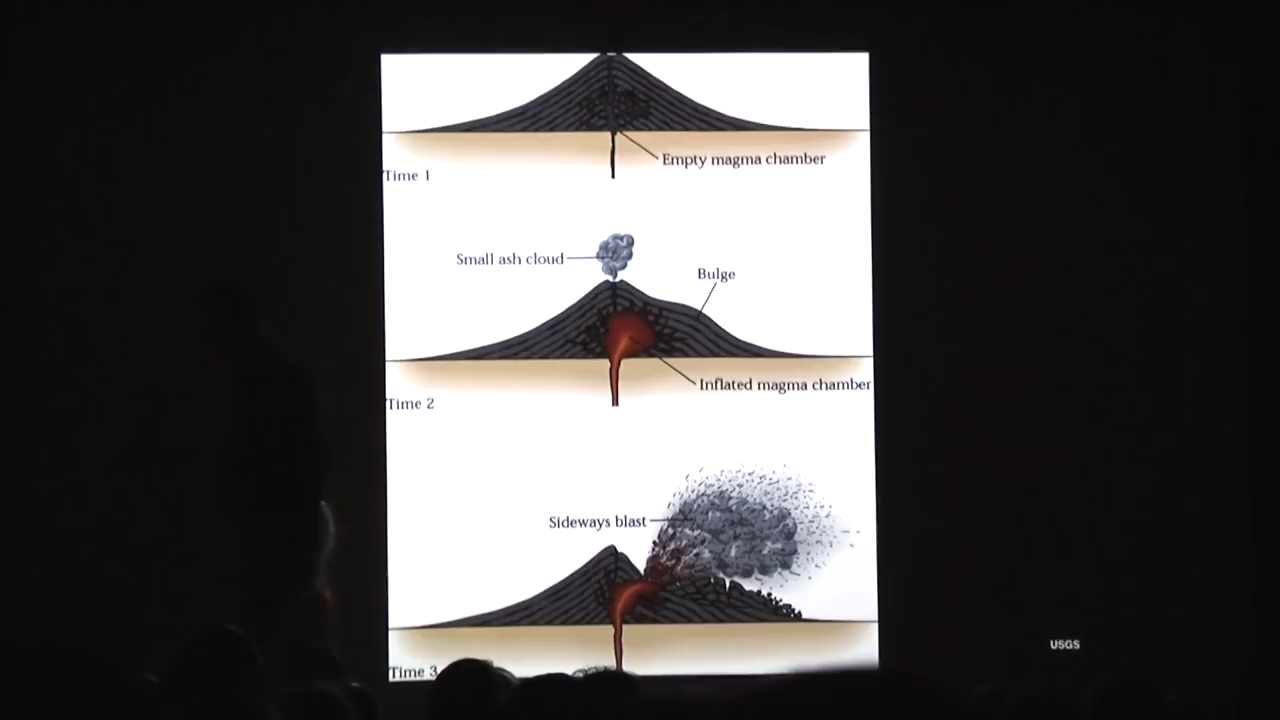 Empty magma chamber
Time 1
Small ash cloud
Bulge
Inflated magma chamber
Time 2
Sideways blast
USGS
Time 3